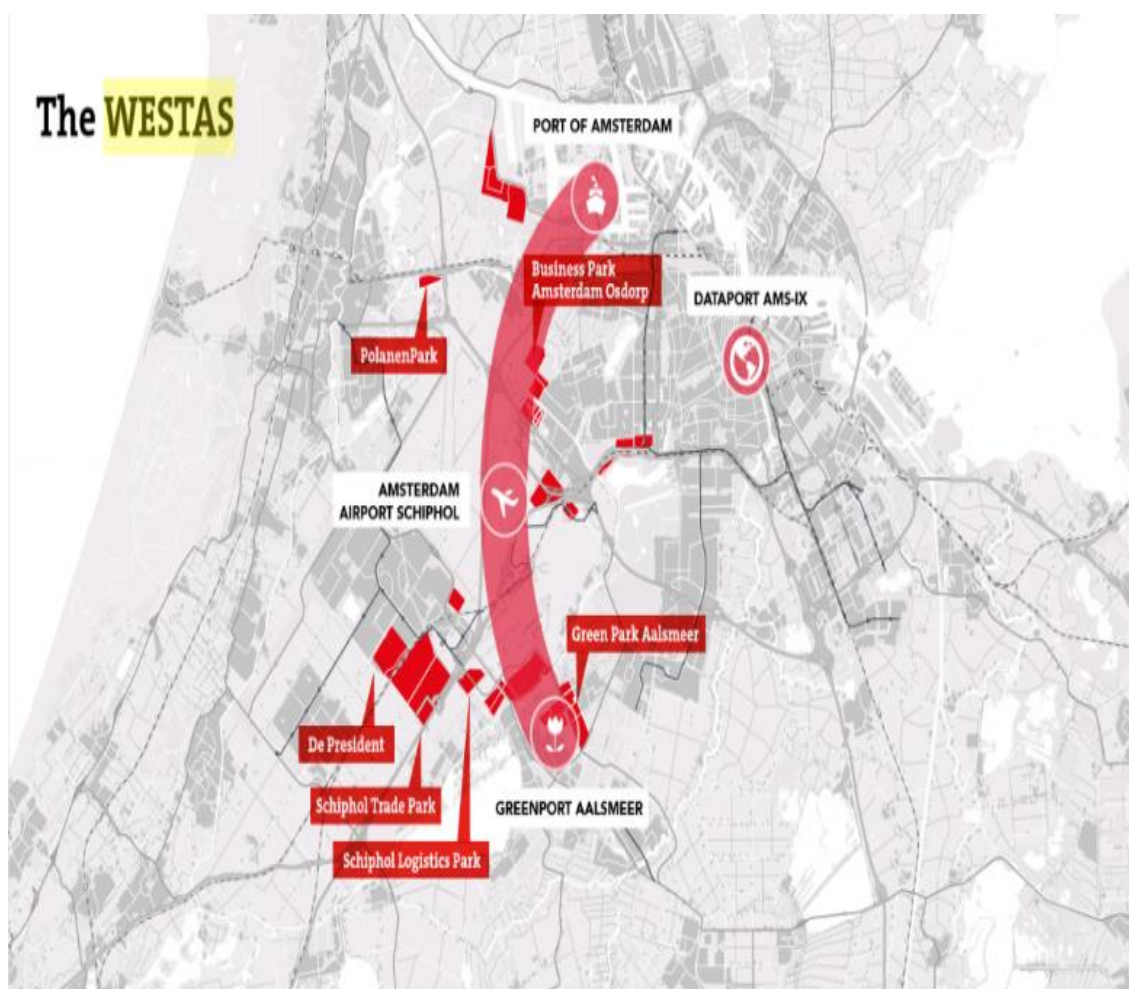 The WESTAS
PORT OF AMSTERDAM
Business Park
Amsterdam Osdorp
DATAPORT AMS-IX
PolanenPark
AMSTERDAM
AIRPORT SCHIPHOL
Green Park Aalsmeer
De President
Schiphol Trade Park
GREENPORT AALSMEER
Schiphol Logistics Park